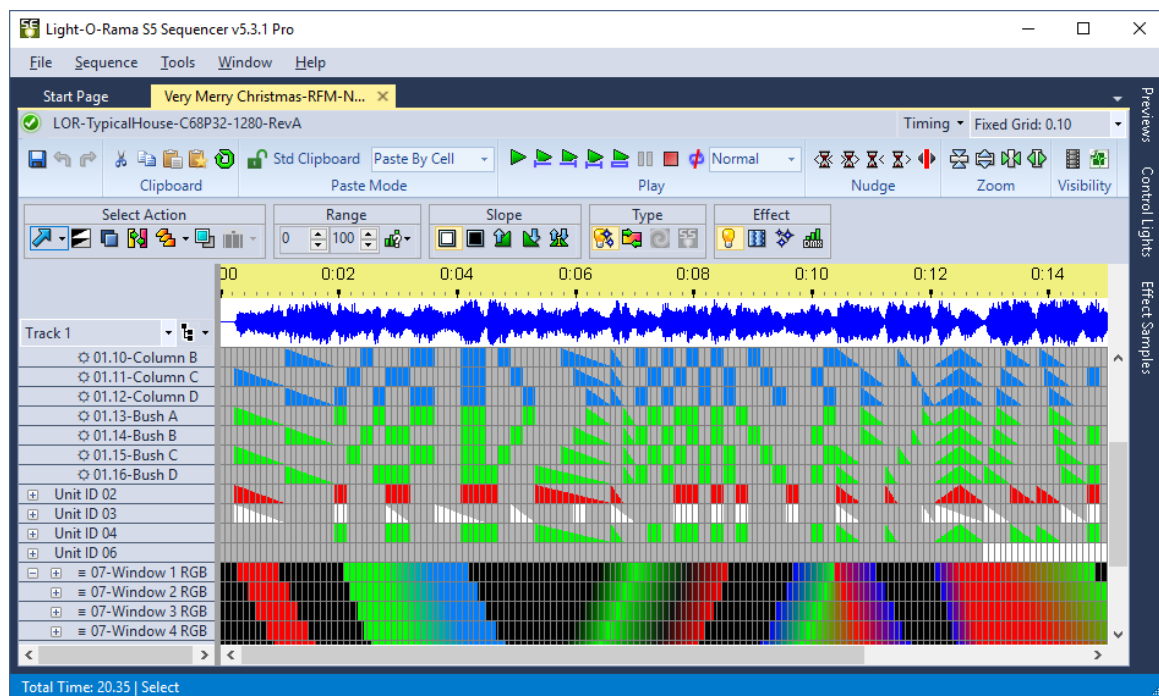 Light-O-Rama S5 Sequencer v5.3.1 Pro
File Sequence Tools Window Help
Start Page Very Merry Christmas-RFM-N...
LOR-TypicalHouse-C68P32-1280-RevA Timing Fixed Grid: 0.10
Std Clipboard Paste By Cell Normal
Clipboard Paste Mode Play Nudge Zoom Visibility
Select Action Range Slope Type Effect
0 100
00 0:02 0:04 0:06 0:08 0:10 0:12 0:14
Track 1
01.10-Column B
01.11-Column C
01.12-Column D
01.13-Bush A
01.14-Bush B
01.15-Bush C
01.16-Bush D
Unit ID 02
Unit ID 03
Unit ID 04
Unit ID 06
07-Window 1 RGB
07-Window 2 RGB
07-Window 3 RGB
07-Window 4 RGB
Total Time: 20.35 | Select
Previews
Control Lights
Effect Samples